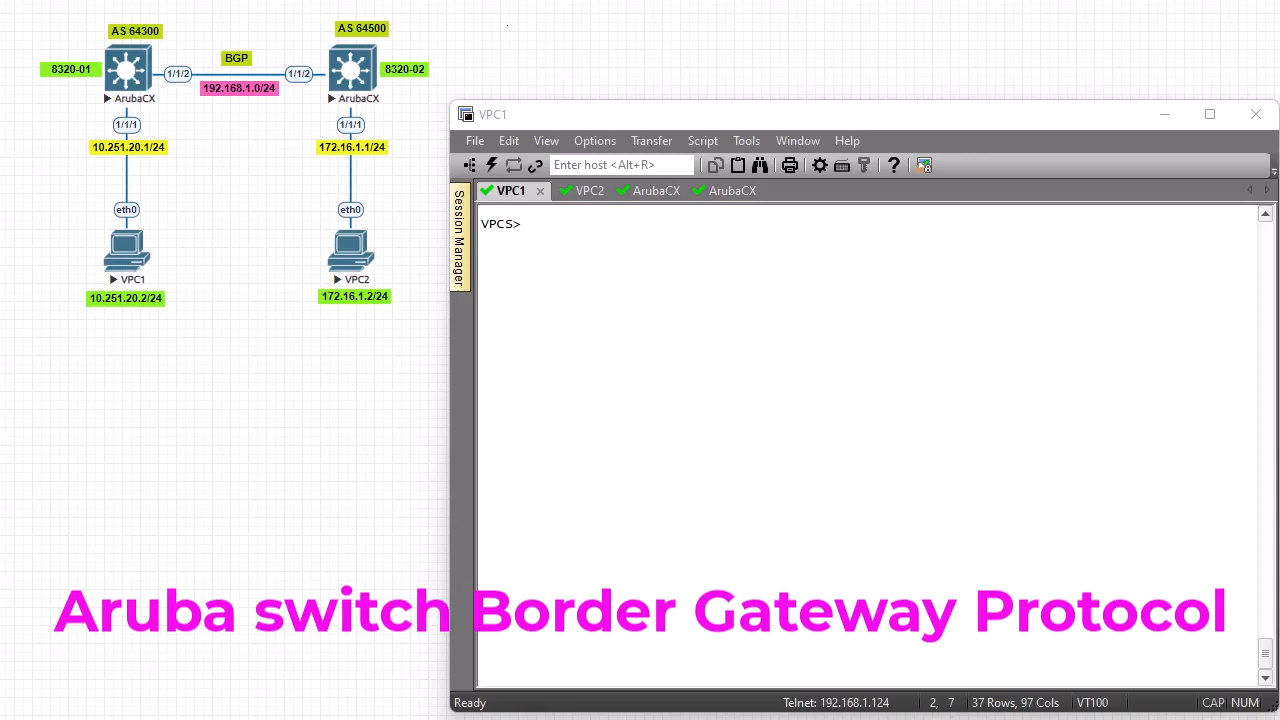 AS 64300
AS 64500
BGP
8320-01
1/1/2
1/1/2
8320-02
192.168.1.0/24
ArubaCX
ArubaCX
1/1/1
1/1/1
10.251.20.1/24
172.16.1.1/24
eth0
eth0
VPC1
VPC2
10.251.20.2/24
172.16.1.2/24
VPC1
File Edit View Options Transfer Script Tools Window Help
Enter host <Alt+R>
VPC1 VPC2 ArubaCX ArubaCX
Session Manager
VPCS>
Aruba switch Border Gateway Protocol
Ready Telnet: 192.168.1.124 2, 7 37 Rows, 97 Cols VT100 CAP NUM